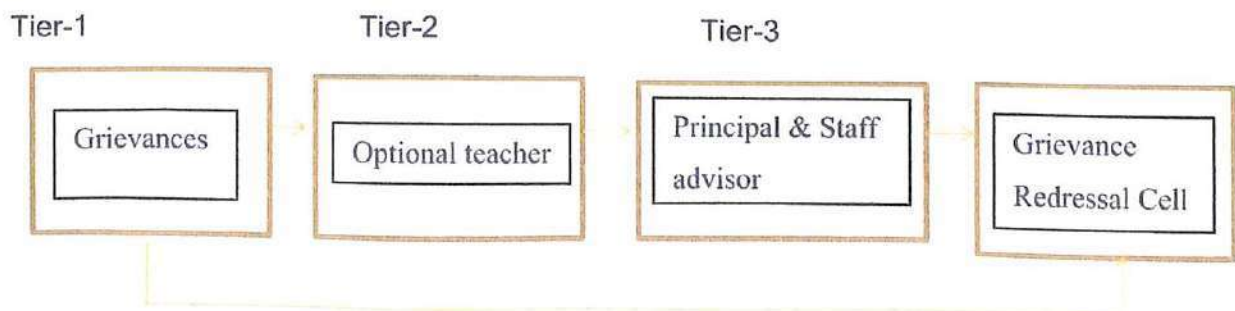 Tier-1
Tier-2
Tier-3
Grievances
Optional teacher
Principal & Staff
advisor
Grievance
Redressal Cell